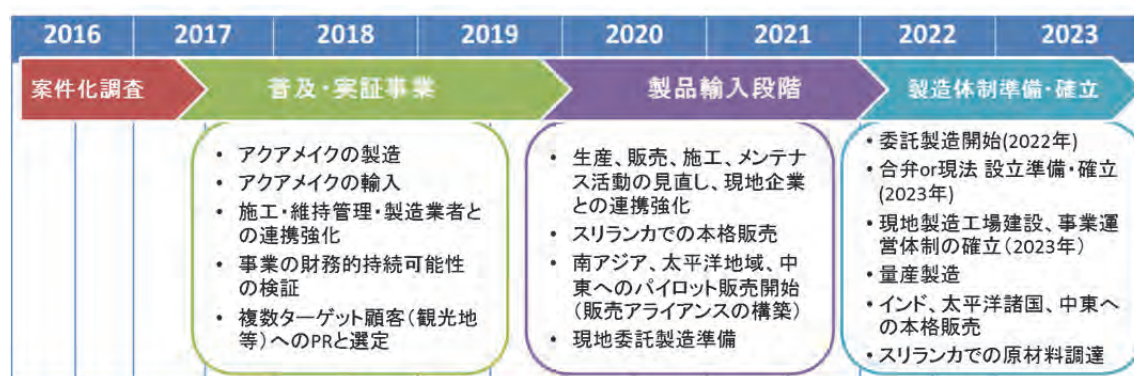 2016 2017 2018 2019 2020 2021 2022 2023
案件化調査 普及・実証事業 製品輸入段階 製造体制準備・確立
• アクアメイクの製造
• アクアメイクの輸入
• 施工・維持管理・製造業者と
の連携強化
• 事業の財務的持続可能性
の検証
• 複数ターゲット顧客(観光地
等)へのPRと選定
• 生産、販売、施工、メンテナ
ス活動の見直し、現地企業
との連携強化
• スリランカでの本格販売
• 南アジア、太平洋地域、中
東へのパイロット販売開始
(販売アライアンスの構築)
• 現地委託製造準備
• 委託製造開始(2022年)
• 合弁or現法 設立準備・確立
(2023年)
• 現地製造工場建設、事業運
営体制の確立(2023年)
• 量産製造
• インド、太平洋諸国、中東へ
の本格販売
• スリランカでの原材料調達